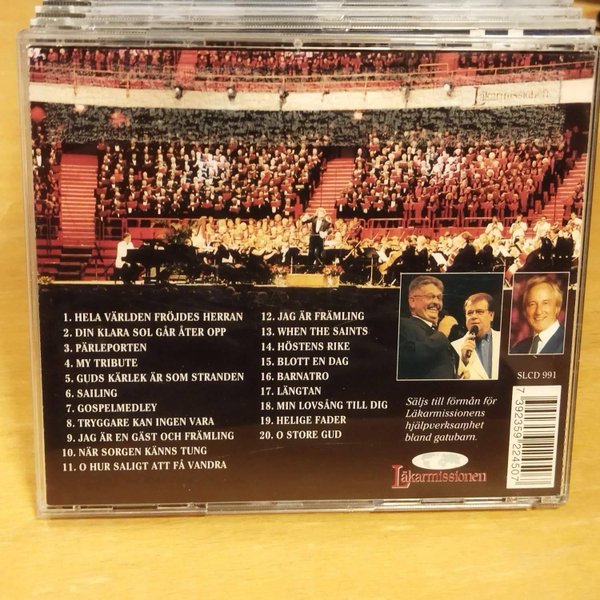 Läkarmissionen
1. HELA VÄRLDEN FRÖJDES HERRAN
2. DIN KLARA SOL GÅR ÅTER OPP
3. PÄRLEPORTEN
4. MY TRIBUTE
5. GUDS KÄRLEK ÄR SOM STRANDEN
6. SAILING
7. GOSPELMEDLEY
8. TRYGGARE KAN INGEN VARA
9. JAG ÄR EN GÄST OCH FRÄMLING
10. NÄR SORGEN KÄNNS TUNG
11. O HUR SALIGT ATT FÅ VANDRA
12. JAG ÄR FRÄMLING
13. WHEN THE SAINTS
14. HÖSTENS RIKE
15. BLOTT EN DAG
16. BARNATRO
17. LÄNGTAN
18. MIN LOVSÅNG TILL DIG
19. HELIGE FADER
20. O STORE GUD
SLCD 991
Säljs till förmån för
Läkarmissionens
hjälpverksamhet
bland gatubarn.
Läkarmissionen
7 392359 224507